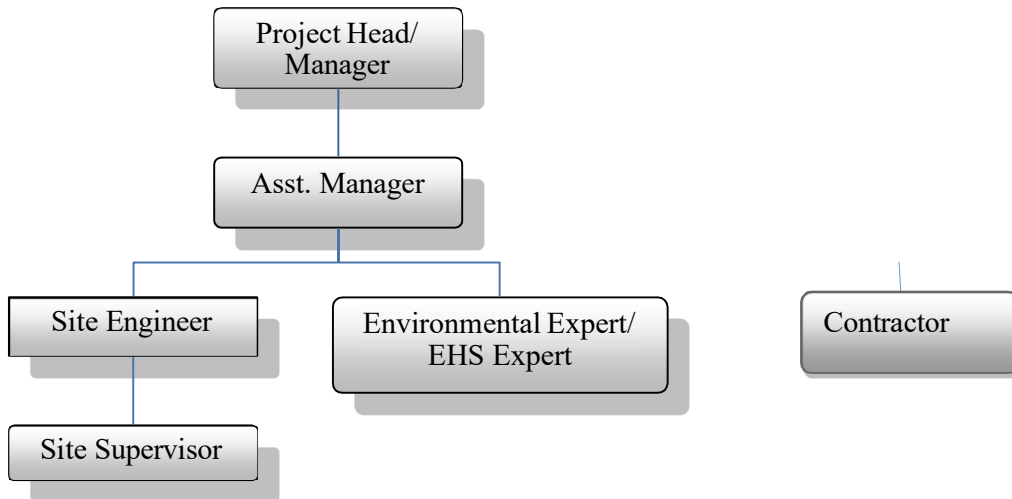 Project Head/
Manager
Asst. Manager
Site Engineer
Environmental Expert/
EHS Expert
Contractor
Site Supervisor